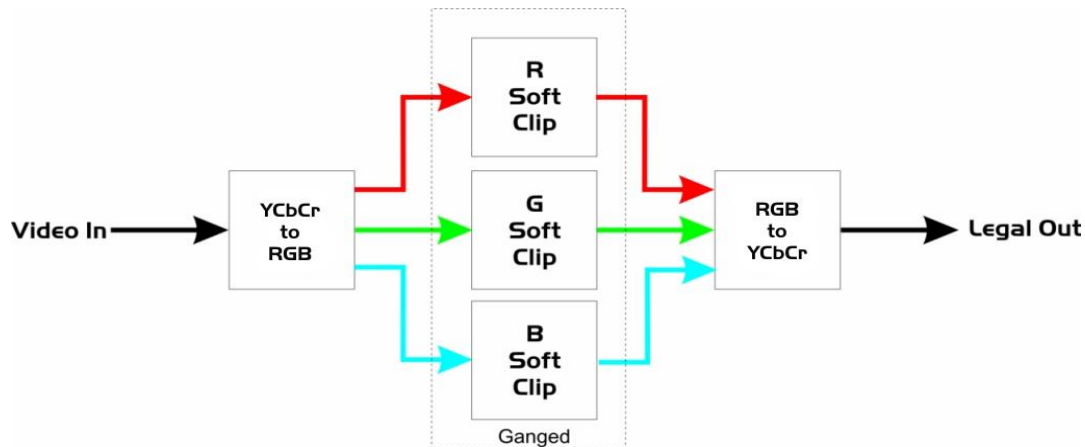 Video In
YCbCr
to
RGB
R
Soft
Clip
G
Soft
Clip
B
Soft
Clip
Ganged
RGB
to
YCbCr
Legal Out